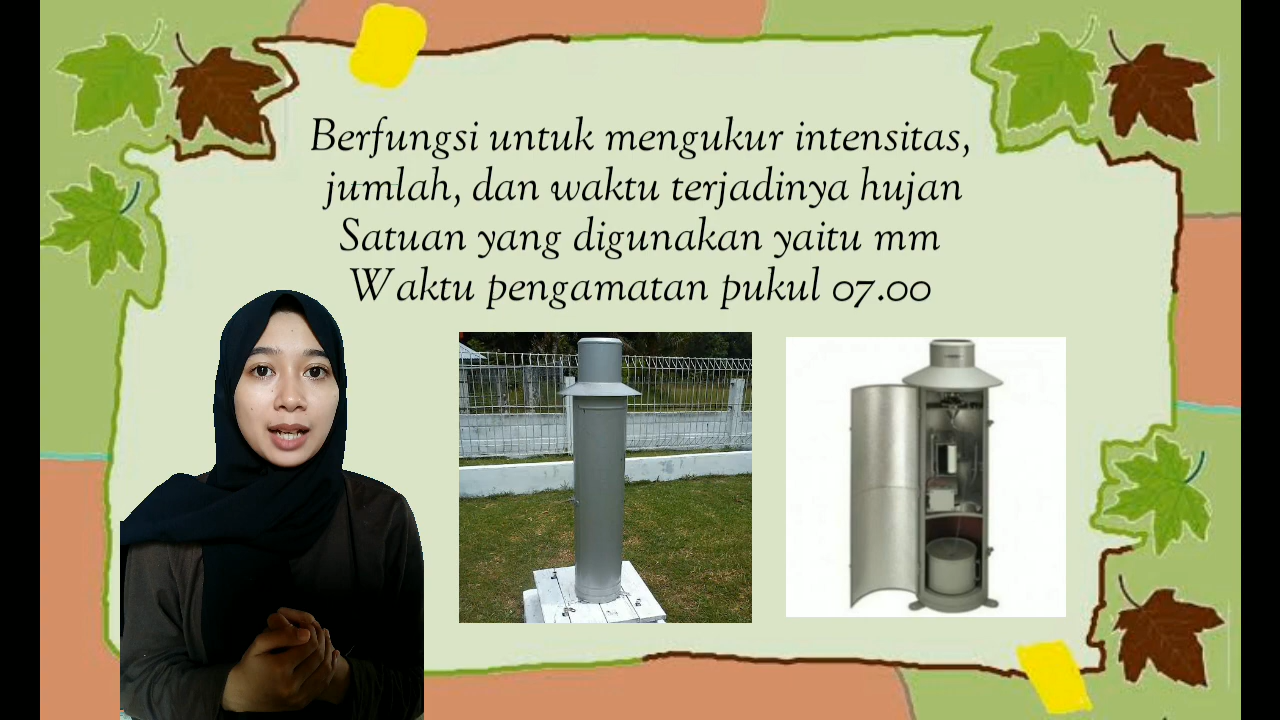 Berfungsi untuk mengukur intensitas,
jumlah, dan waktu terjadinya hujan
Satuan yang digunakan yaitu mm
Waktu pengamatan pukul 07.00